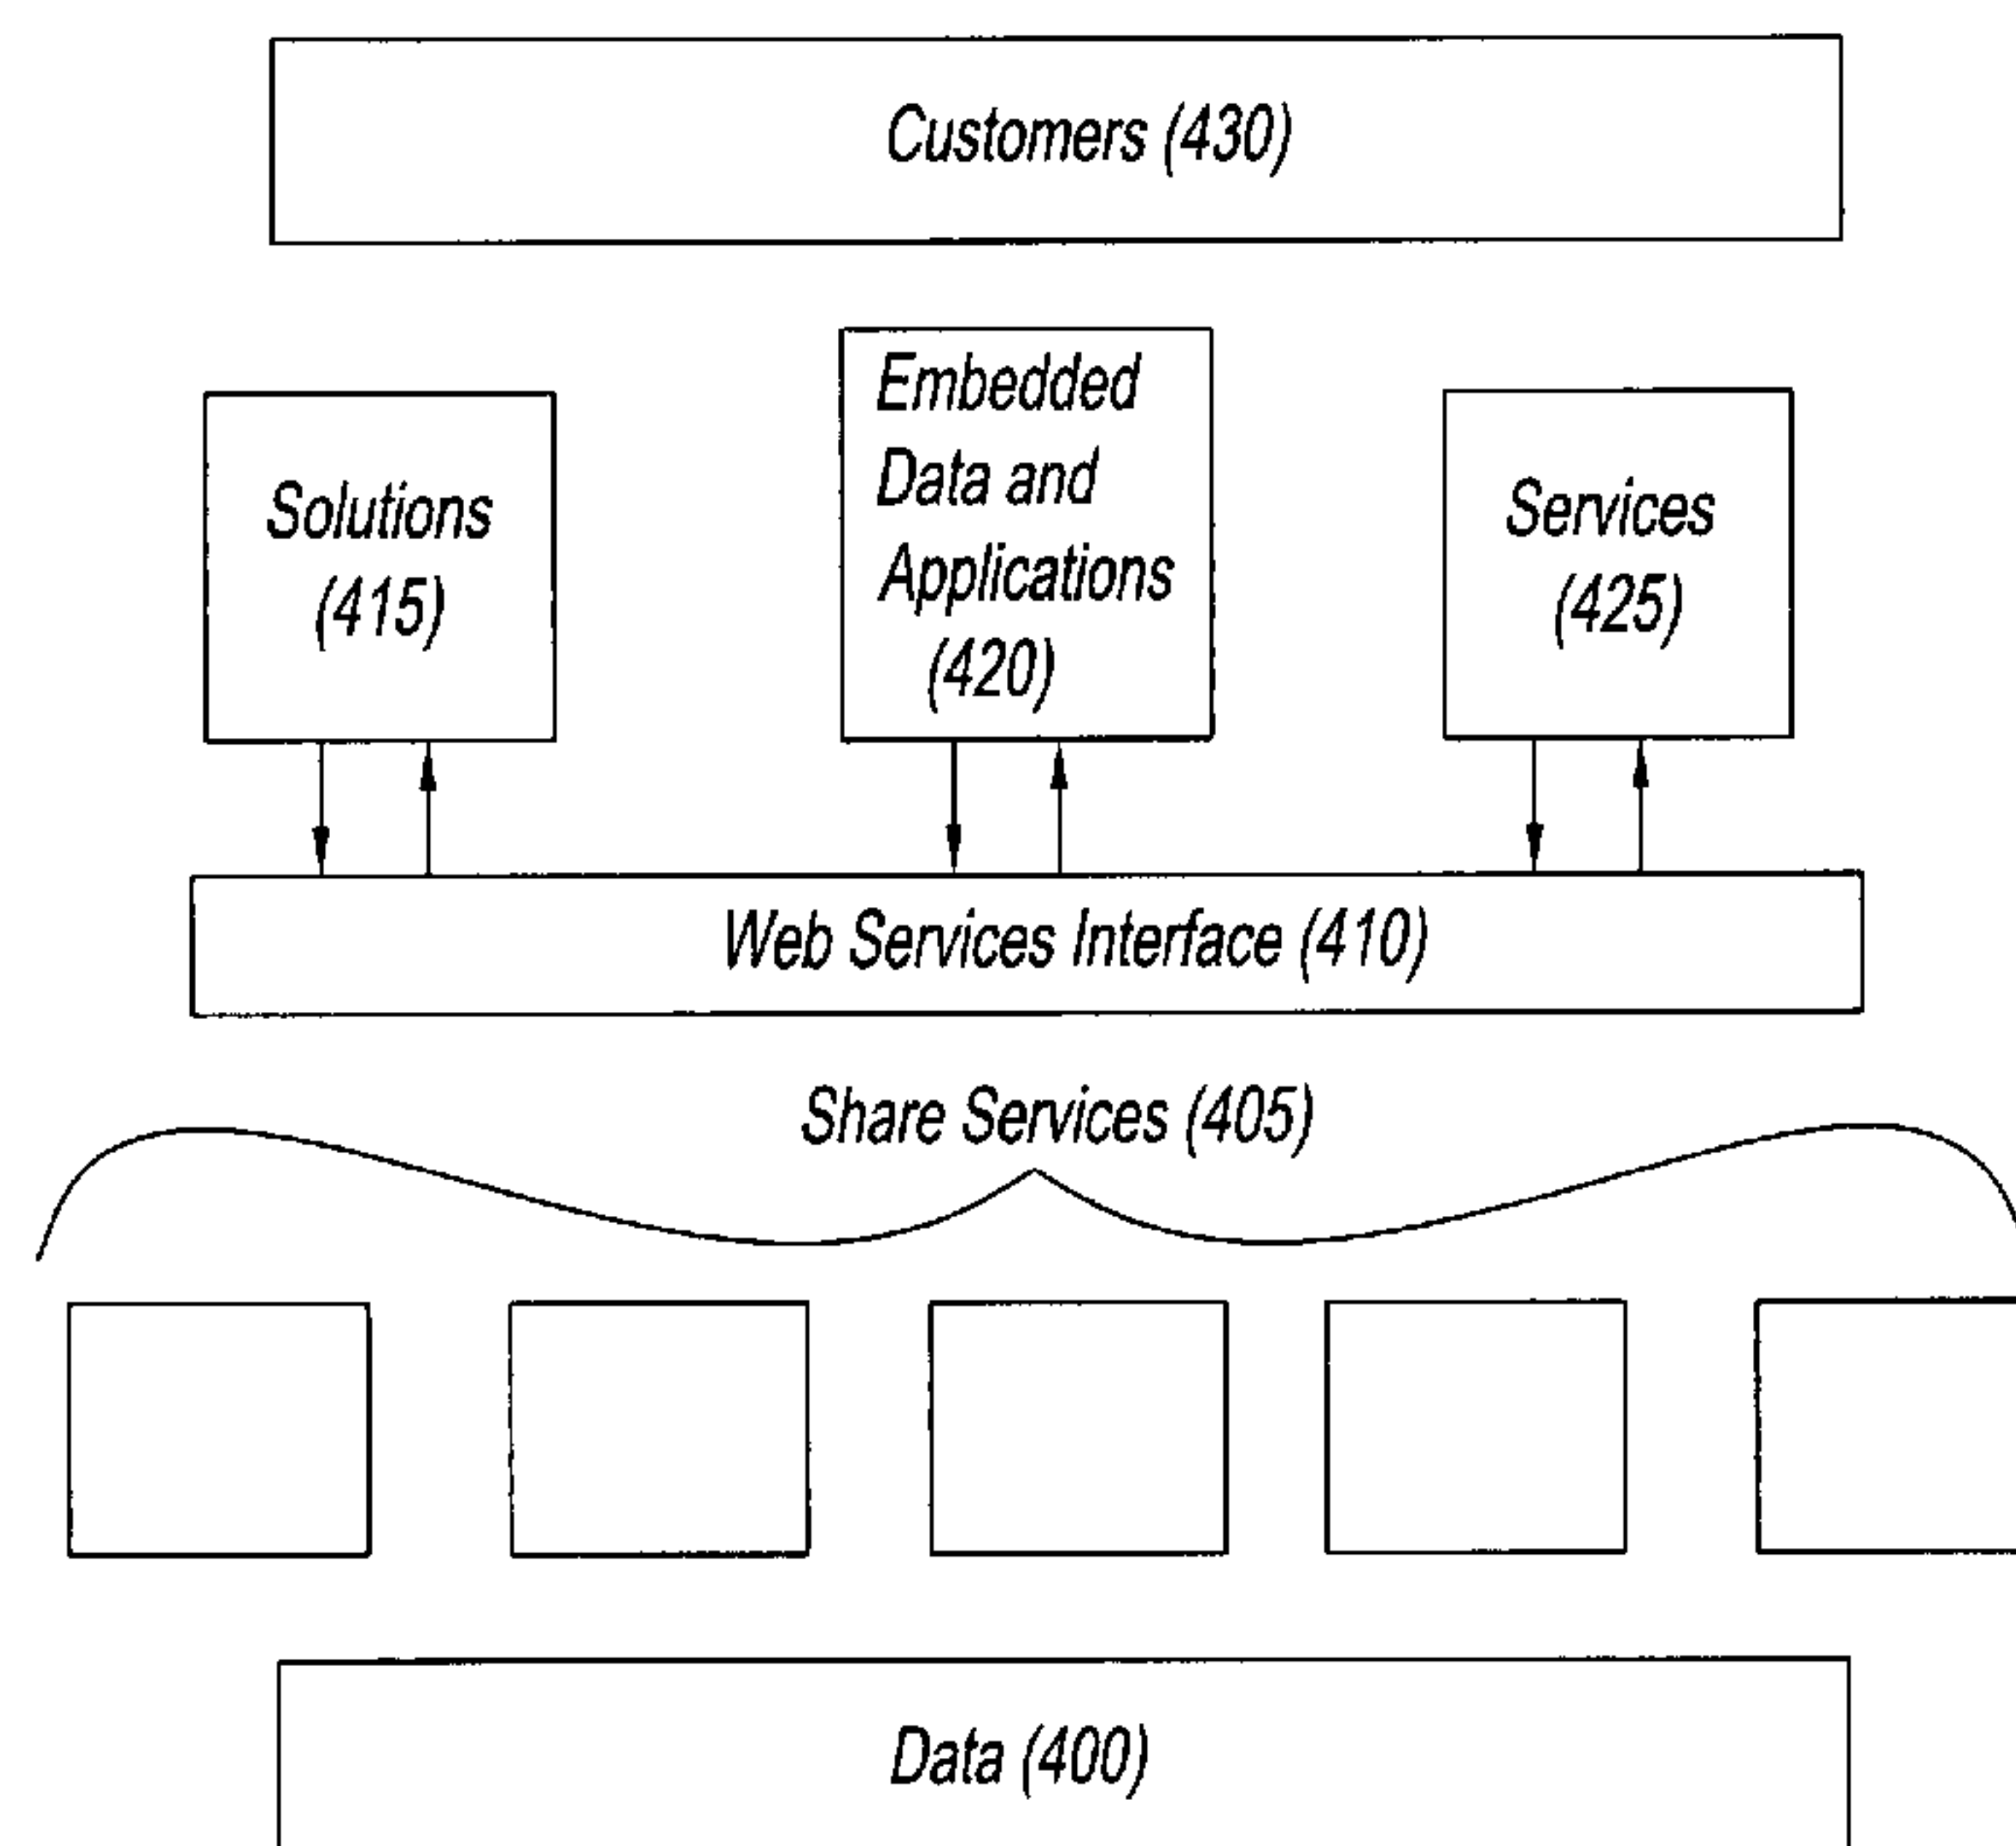 Customers (430)
Solutions
(415)
Embedded
Data and
Applications
(420)
Services
(425)
Web Services Interface (410)
Share Services (405)
Data (400)